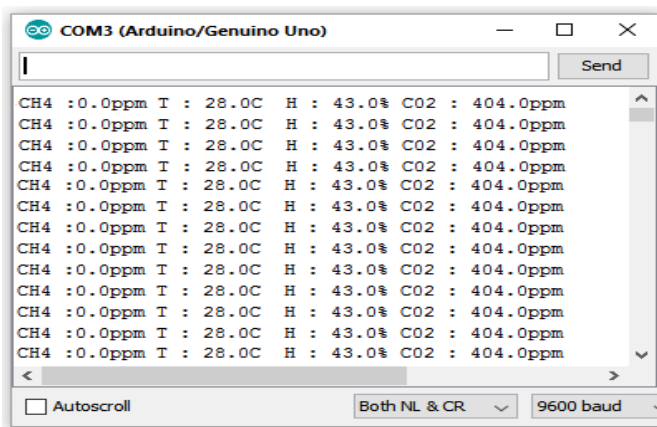 COM3 (Arduino/Genuino Uno)
Send
CH4 :0.0ppm T : 28.0C  H : 43.0% C02 : 404.0ppm
CH4 :0.0ppm T : 28.0C  H : 43.0% C02 : 404.0ppm
CH4 :0.0ppm T : 28.0C  H : 43.0% C02 : 404.0ppm
CH4 :0.0ppm T : 28.0C  H : 43.0% C02 : 404.0ppm
CH4 :0.0ppm T : 28.0C  H : 43.0% C02 : 404.0ppm
CH4 :0.0ppm T : 28.0C  H : 43.0% C02 : 404.0ppm
CH4 :0.0ppm T : 28.0C  H : 43.0% C02 : 404.0ppm
CH4 :0.0ppm T : 28.0C  H : 43.0% C02 : 404.0ppm
CH4 :0.0ppm T : 28.0C  H : 43.0% C02 : 404.0ppm
CH4 :0.0ppm T : 28.0C  H : 43.0% C02 : 404.0ppm
CH4 :0.0ppm T : 28.0C  H : 43.0% C02 : 404.0ppm
CH4 :0.0ppm T : 28.0C  H : 43.0% C02 : 404.0ppm
CH4 :0.0ppm T : 28.0C  H : 43.0% C02 : 404.0ppm
Autoscroll Both NL & CR 9600 baud